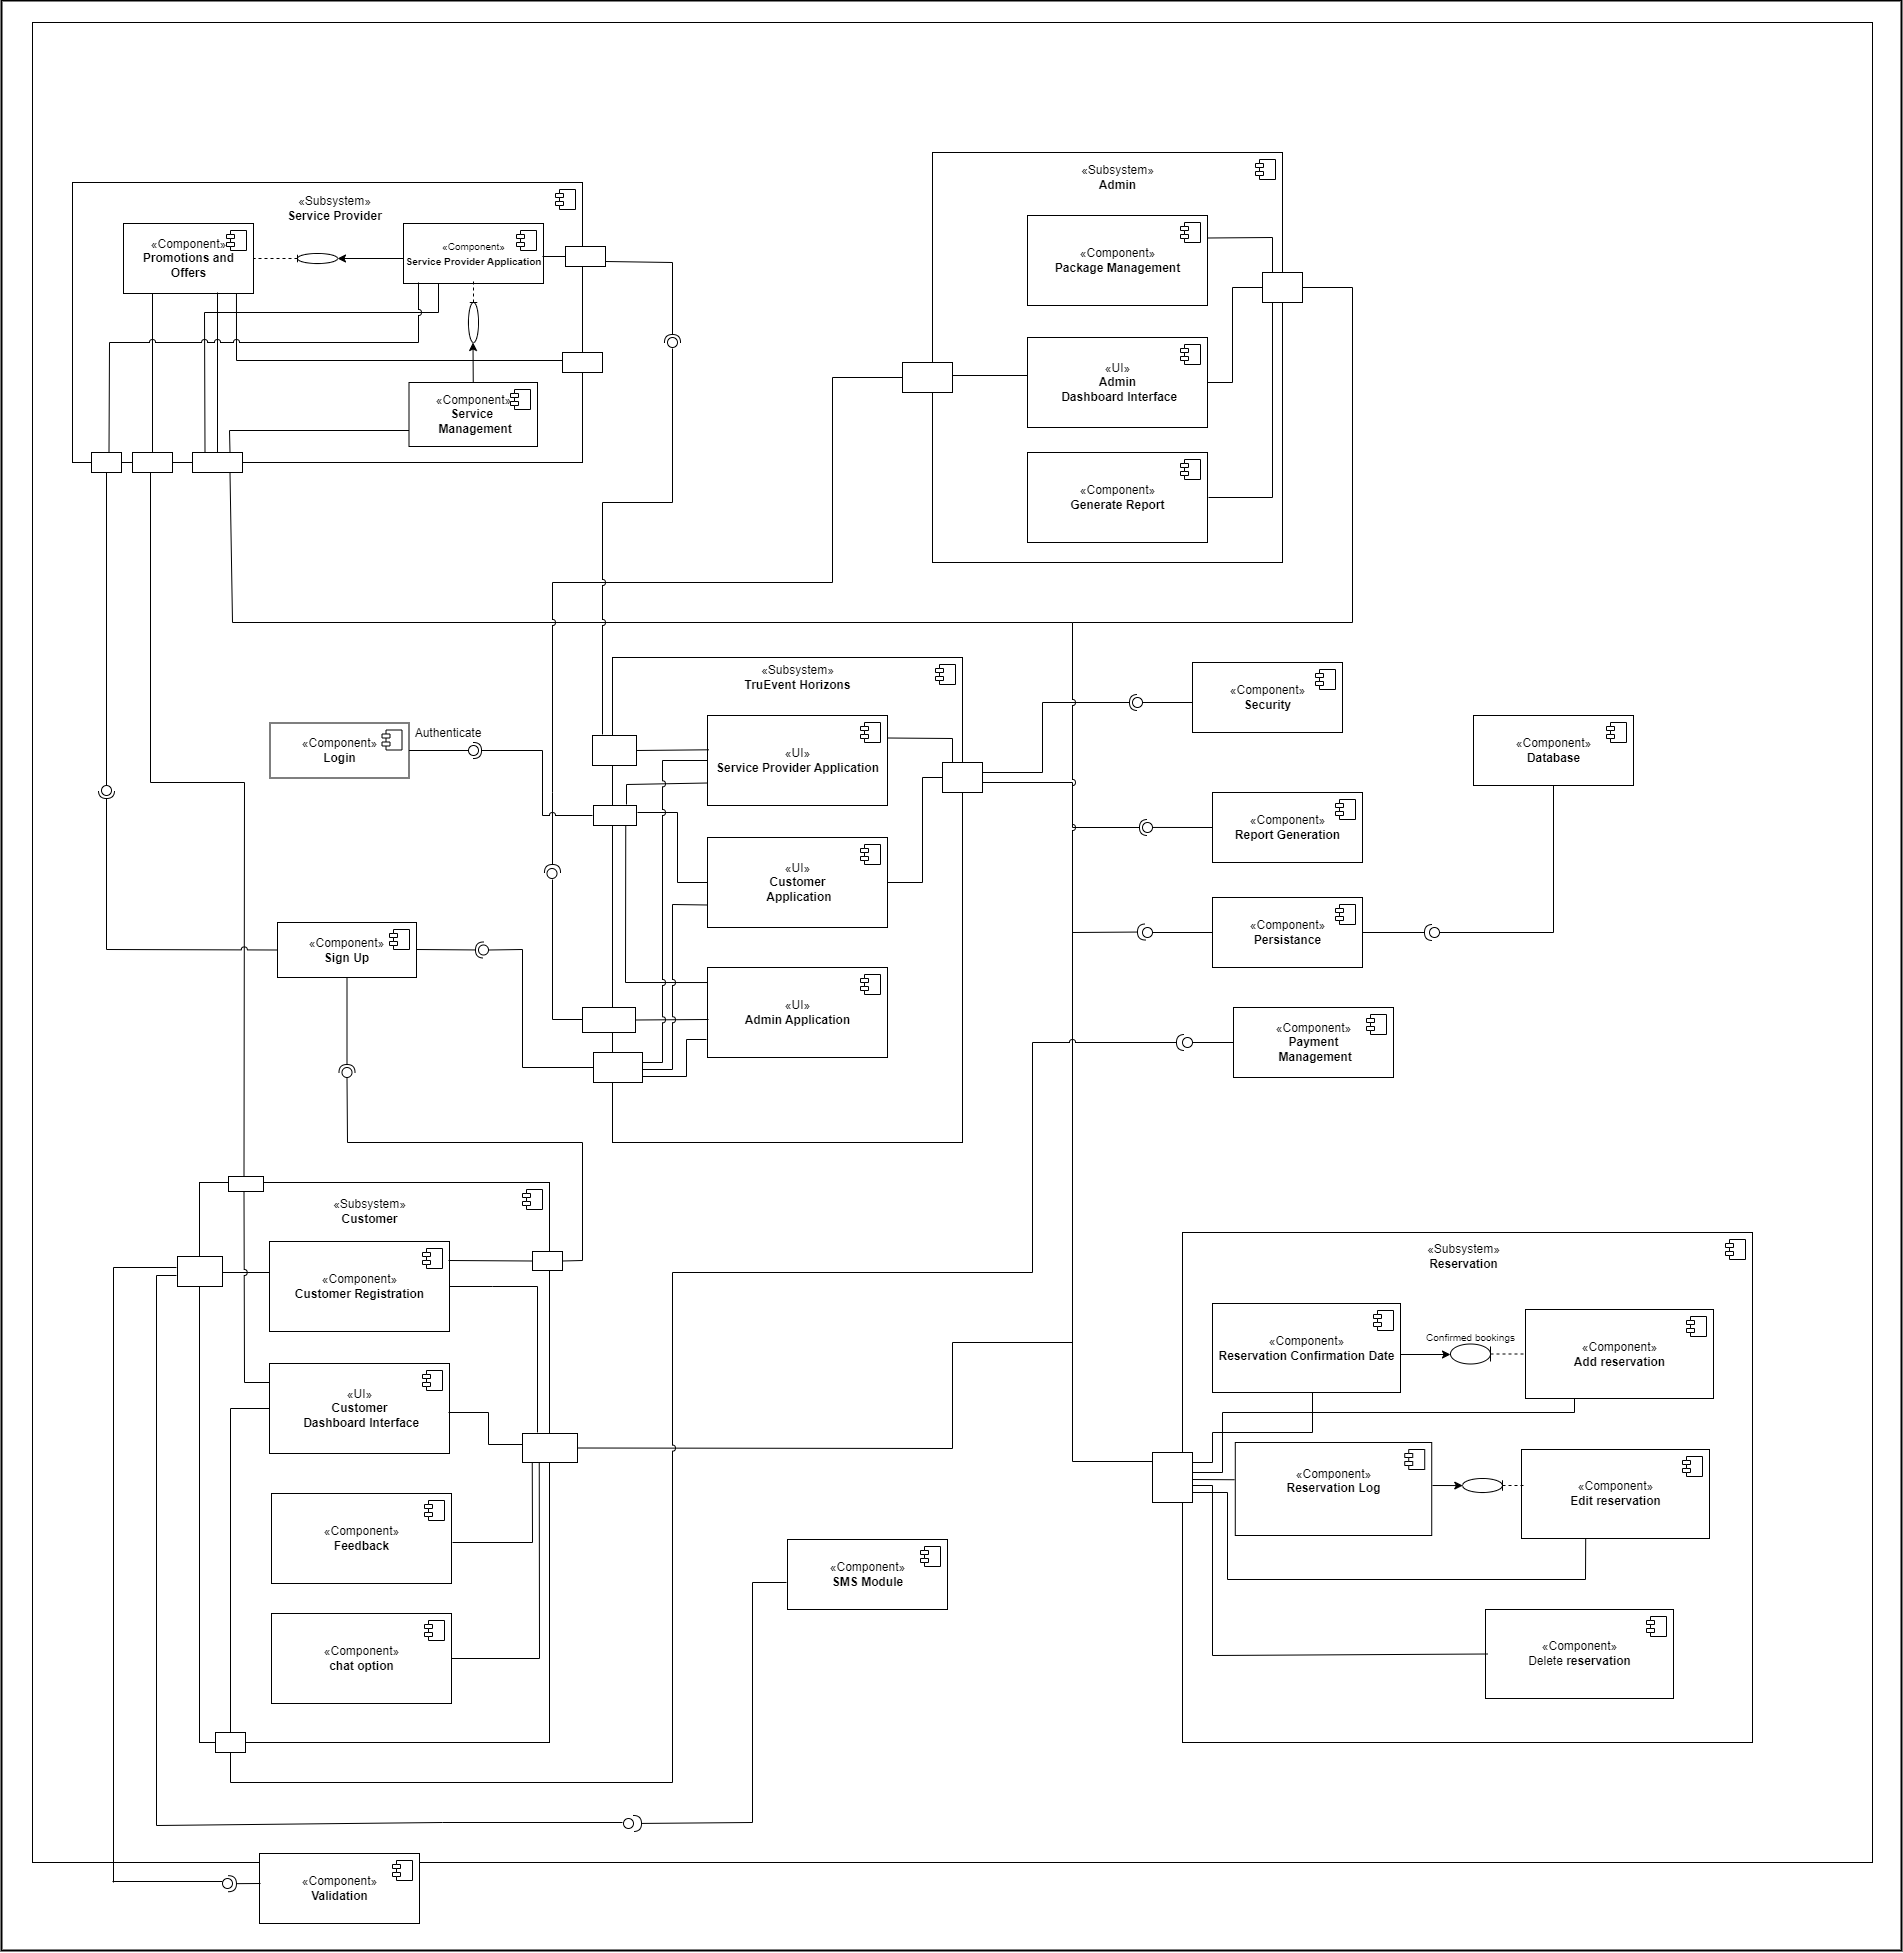 «Subsystem»
Service Provider
«Component»
Promotions and
Offers
«Component»
Service Provider Application
«Component»
Service
Management
«Subsystem»
Admin
«Component»
Package Management
«UI»
Admin
Dashboard Interface
«Component»
Generate Report
«Subsystem»
TruEvent Horizons
«UI»
Service Provider Application
«UI»
Customer
Application
«UI»
Admin Application
«Component»
Login
Authenticate
«Component»
Sign Up
«Component»
Security
«Component»
Database
«Component»
Report Generation
«Component»
Persistance
«Component»
Payment
Management
«Subsystem»
Customer
«Component»
Customer Registration
«UI»
Customer
Dashboard Interface
«Component»
Feedback
«Component»
chat option
«Component»
SMS Module
«Subsystem»
Reservation
«Component»
Reservation Confirmation Date
Confirmed bookings
«Component»
Add reservation
«Component»
Reservation Log
«Component»
Edit reservation
«Component»
Delete reservation
«Component»
Validation